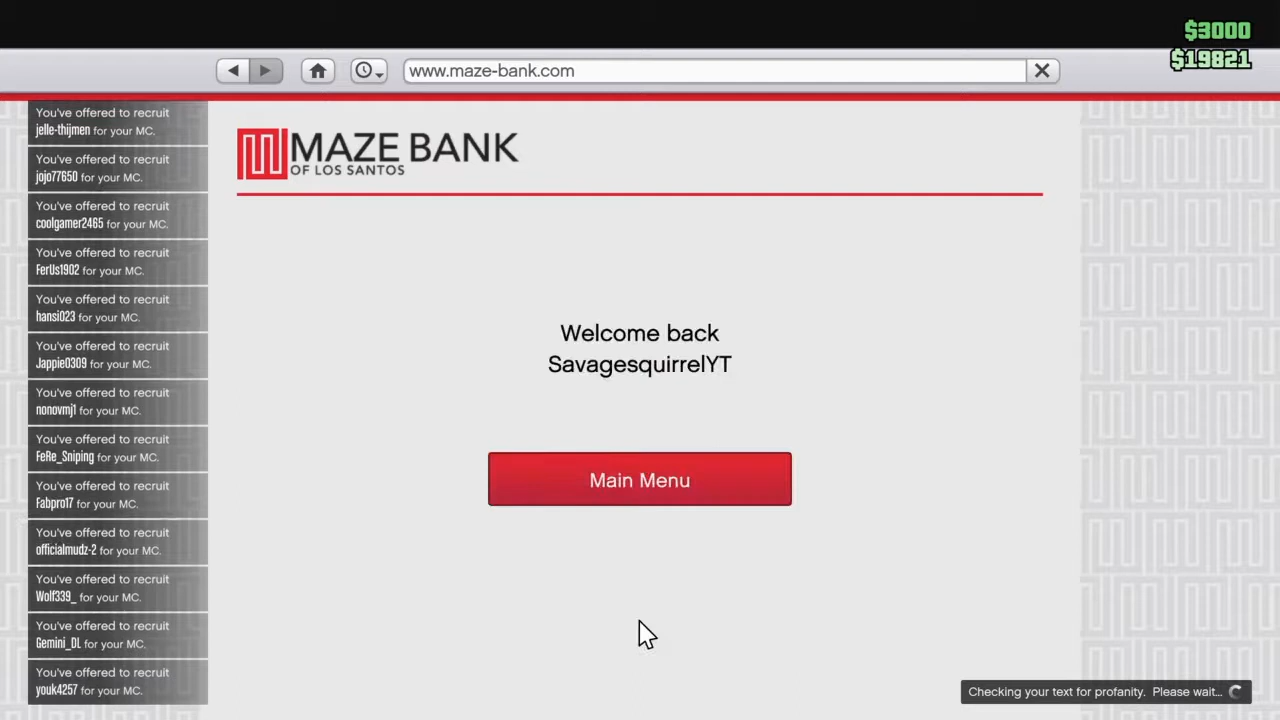 $3000
$19821
www.maze-bank.com
You've offered to recruit
jelle-thijmen for your MC.
You've offered to recruit
jojo77650 for your MC.
You've offered to recruit
coolgamer2465 for your MC.
You've offered to recruit
FerUs1902 for your MC.
You've offered to recruit
hansi023 for your MC.
You've offered to recruit
Jappie0309 for your MC.
You've offered to recruit
nonovmj1 for your MC.
You've offered to recruit
FeRe_Sniping for your MC.
You've offered to recruit
Fabpro17 for your MC.
You've offered to recruit
officialmudz-2 for your MC.
You've offered to recruit
Wolf339_ for your MC.
You've offered to recruit
Gemini_DL for your MC.
You've offered to recruit
youk4257 for your MC.
MAZE BANK
OF LOS SANTOS
Welcome back
SavagesquirrelYT
Main Menu
Checking your text for profanity. Please wait...